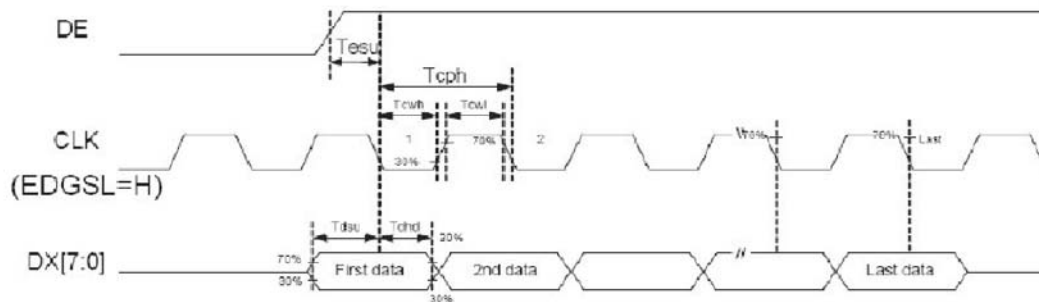 DE
Tesu
Tcph
Tcwh
Tcwl
CLK
1
70%
2
70%
70%
Last
30%
(EDGSL=H)
Tdsu
Tdhd
30%
70%
DX[7:0]
First data
2nd data
//
Last data
30%
30%